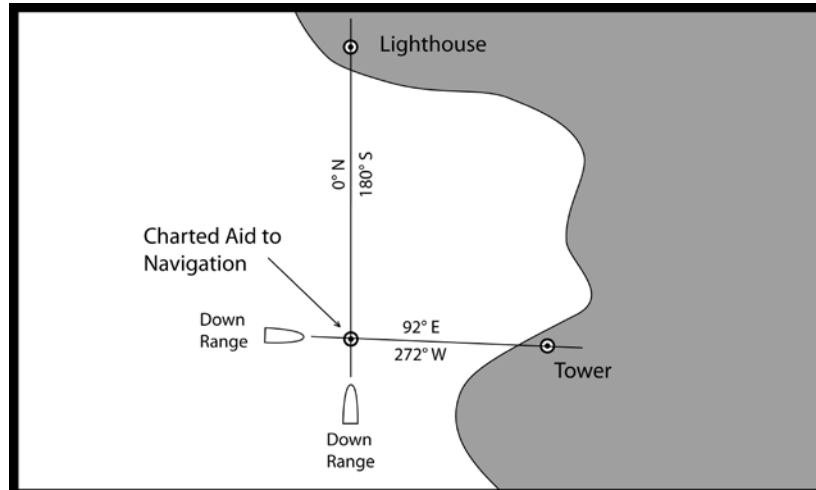 Lighthouse
0° N
180° S
Charted Aid to
Navigation
Down
Range
92° E
272° W
Tower
Down
Range